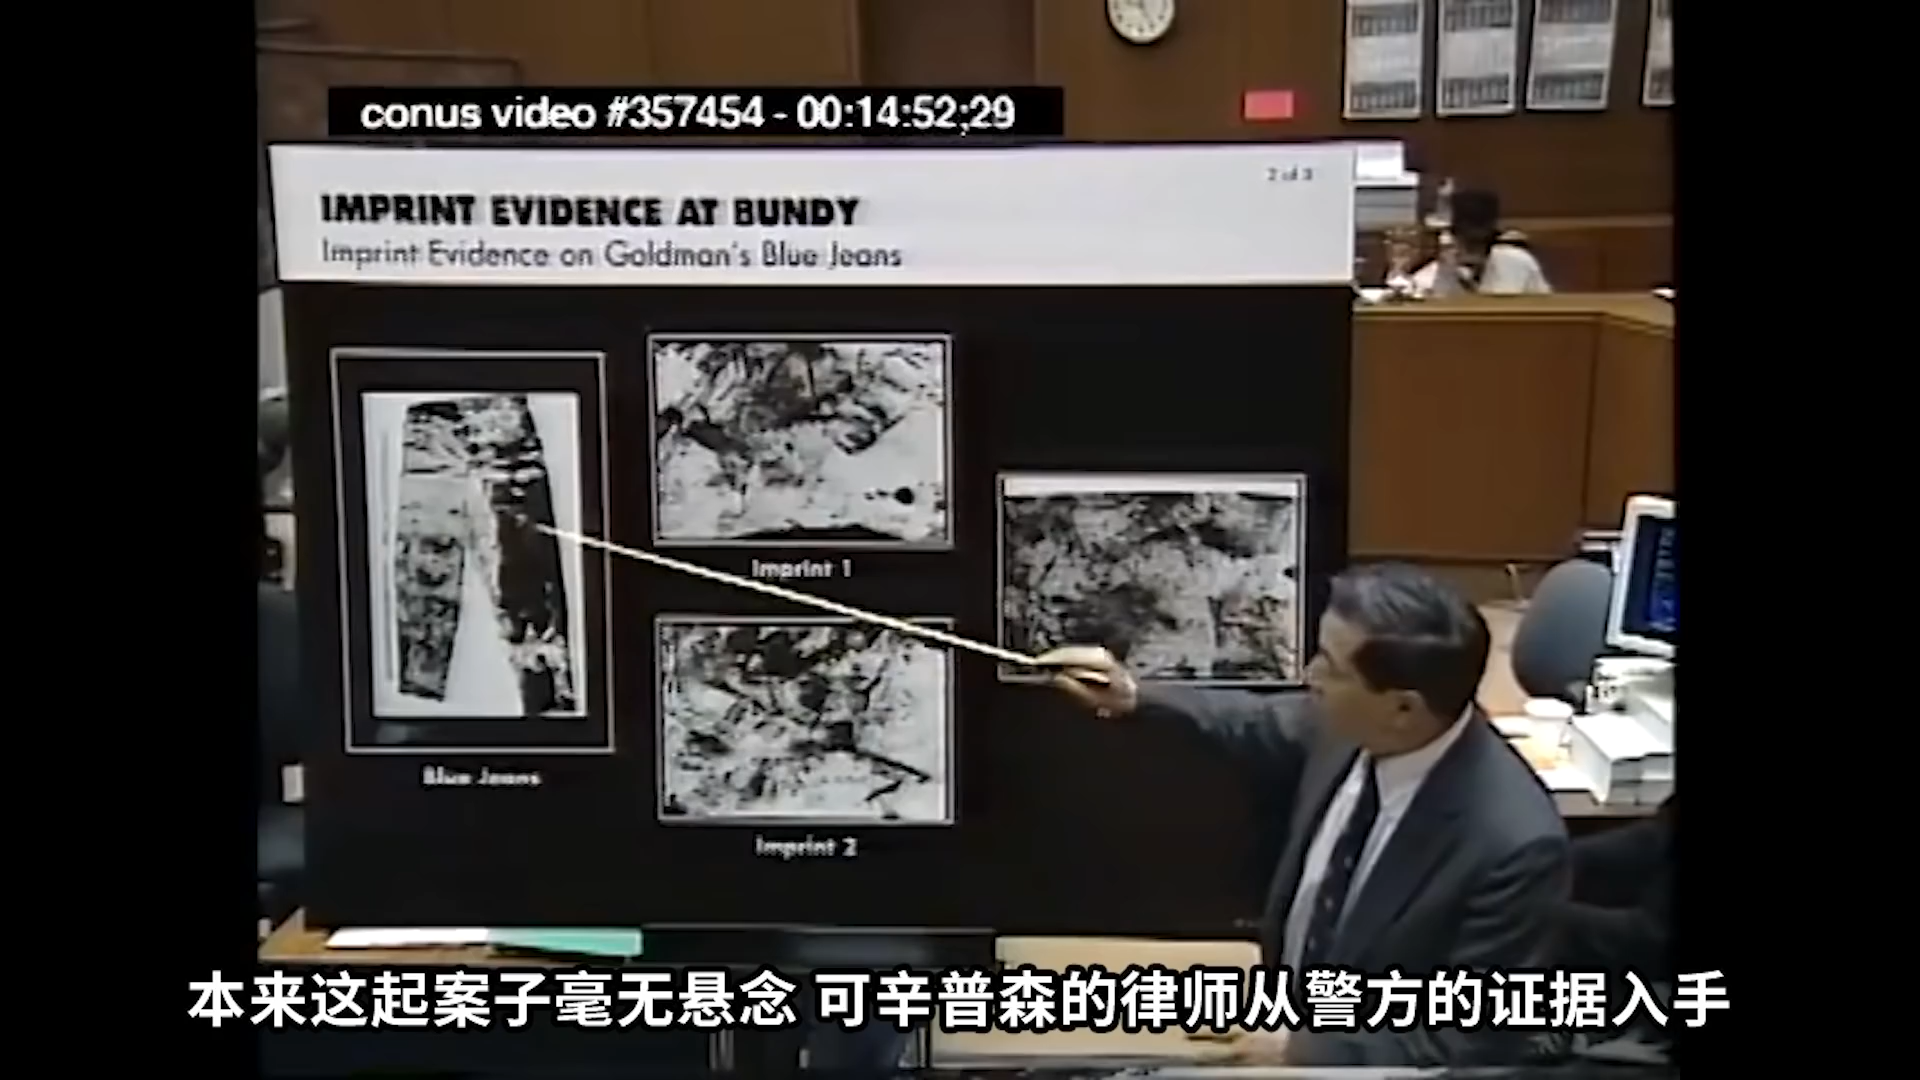 conus video #357454 - 00:14:52;29
2 of 3
IMPRINT EVIDENCE AT BUNDY
Imprint Evidence on Goldman's Blue Jeans
Imprint 1
Blue Jeans
Imprint 2
本来这起案子毫无悬念 可辛普森的律师从警方的证据入手